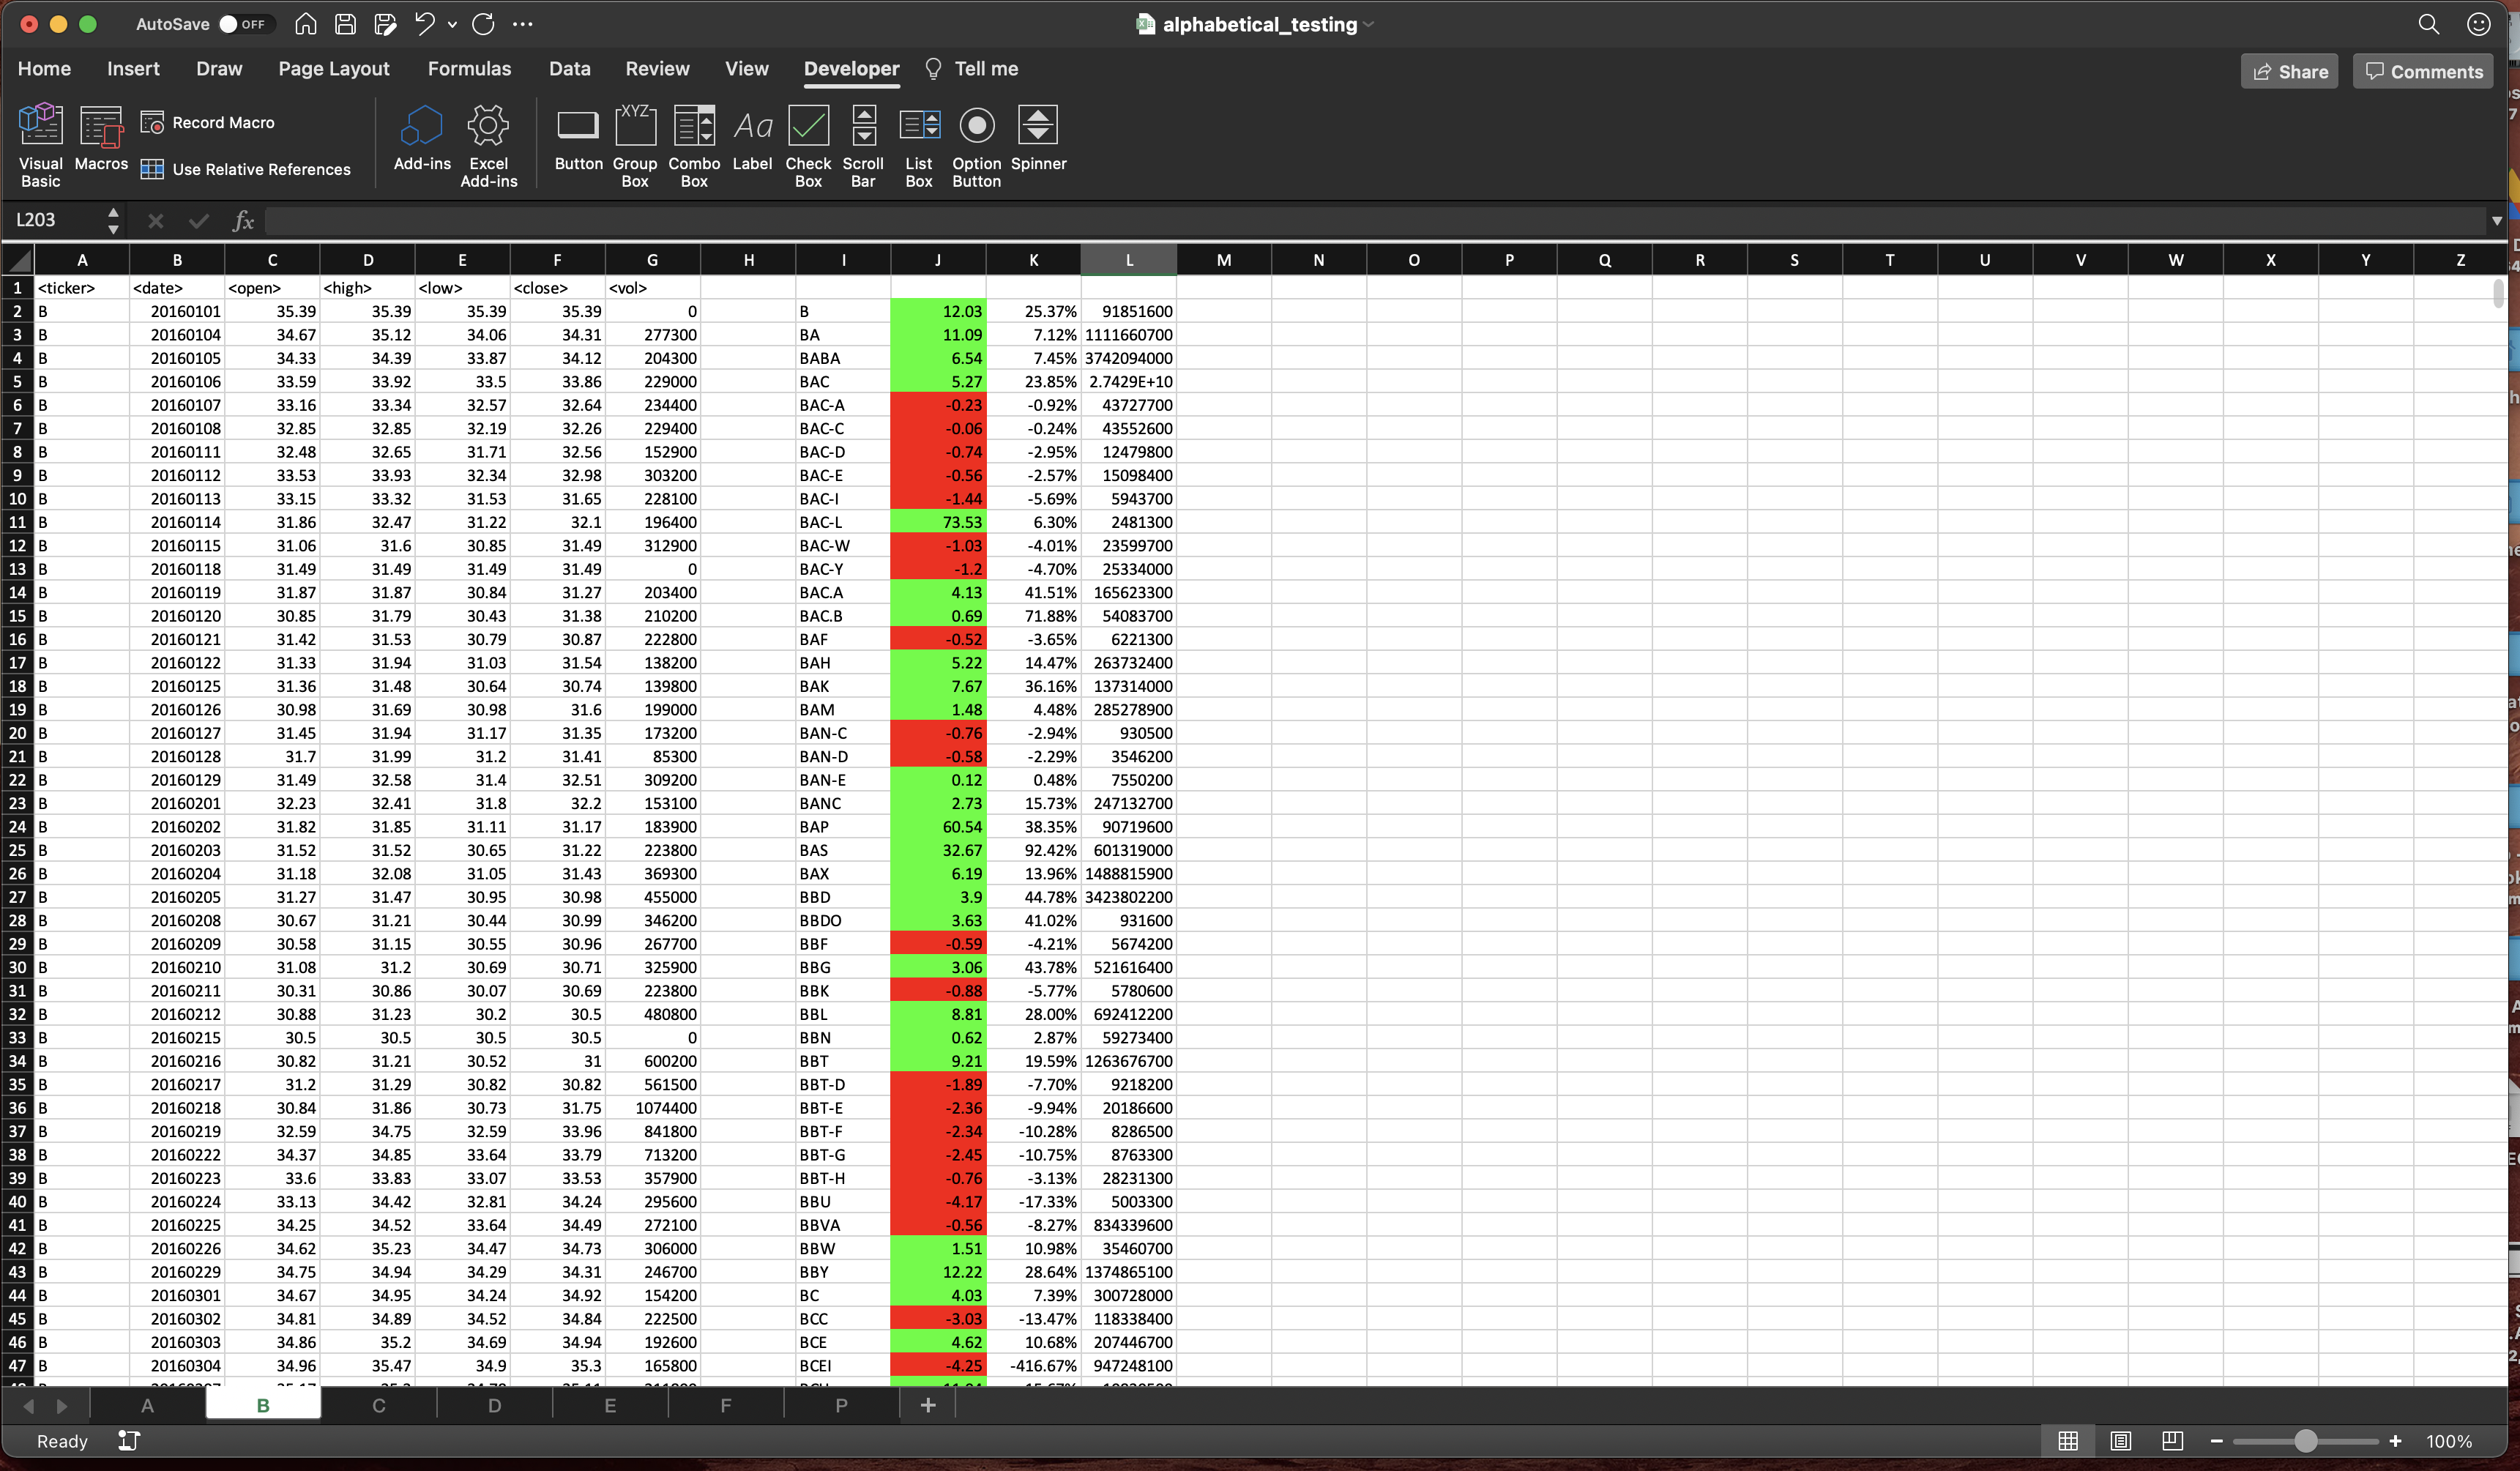 AutoSave OFF alphabetical_testing
Home Insert Draw Page Layout Formulas Data Review View Developer Tell me Share Comments
Visual Basic Macros Record Macro Use Relative References Add-ins Excel Add-ins Button XYZ Group Box Combo Box Aa Label Check Box Scroll Bar List Box Option Button Spinner
L203 fx
A B C D E F G H I J K L M N O P Q R S T U V W X Y Z
1 <ticker> <date> <open> <high> <low> <close> <vol>
2 B 20160101 35.39 35.39 35.39 35.39 0 B 12.03 25.37% 91851600
3 B 20160104 34.67 35.12 34.06 34.31 277300 BA 11.09 7.12% 1111660700
4 B 20160105 34.33 34.39 33.87 34.12 204300 BABA 6.54 7.45% 3742094000
5 B 20160106 33.59 33.92 33.5 33.86 229000 BAC 5.27 23.85% 2.7429E+10
6 B 20160107 33.16 33.34 32.57 32.64 234400 BAC-A -0.23 -0.92% 43727700
7 B 20160108 32.85 32.85 32.19 32.26 229400 BAC-C -0.06 -0.24% 43552600
8 B 20160111 32.48 32.65 31.71 32.56 152900 BAC-D -0.74 -2.95% 12479800
9 B 20160112 33.53 33.93 32.34 32.98 303200 BAC-E -0.56 -2.57% 15098400
10 B 20160113 33.15 33.32 31.53 31.65 228100 BAC-I -1.44 -5.69% 5943700
11 B 20160114 31.86 32.47 31.22 32.1 196400 BAC-L 73.53 6.30% 2481300
12 B 20160115 31.06 31.6 30.85 31.49 312900 BAC-W -1.03 -4.01% 23599700
13 B 20160118 31.49 31.49 31.49 31.49 0 BAC-Y -1.2 -4.70% 25334000
14 B 20160119 31.87 31.87 30.84 31.27 203400 BAC.A 4.13 41.51% 165623300
15 B 20160120 30.85 31.79 30.43 31.38 210200 BAC.B 0.69 71.88% 54083700
16 B 20160121 31.42 31.53 30.79 30.87 222800 BAF -0.52 -3.65% 6221300
17 B 20160122 31.33 31.94 31.03 31.54 138200 BAH 5.22 14.47% 263732400
18 B 20160125 31.36 31.48 30.64 30.74 139800 BAK 7.67 36.16% 137314000
19 B 20160126 30.98 31.69 30.98 31.6 199000 BAM 1.48 4.48% 285278900
20 B 20160127 31.45 31.94 31.17 31.35 173200 BAN-C -0.76 -2.94% 930500
21 B 20160128 31.7 31.99 31.2 31.41 85300 BAN-D -0.58 -2.29% 3546200
22 B 20160129 31.49 32.58 31.4 32.51 309200 BAN-E 0.12 0.48% 7550200
23 B 20160201 32.23 32.41 31.8 32.2 153100 BANC 2.73 15.73% 247132700
24 B 20160202 31.82 31.85 31.11 31.17 183900 BAP 60.54 38.35% 90719600
25 B 20160203 31.52 31.52 30.65 31.22 223800 BAS 32.67 92.42% 601319000
26 B 20160204 31.18 32.08 31.05 31.43 369300 BAX 6.19 13.96% 1488815900
27 B 20160205 31.27 31.47 30.95 30.98 455000 BBD 3.9 44.78% 3423802200
28 B 20160208 30.67 31.21 30.44 30.99 346200 BBDO 3.63 41.02% 931600
29 B 20160209 30.58 31.15 30.55 30.96 267700 BBF -0.59 -4.21% 5674200
30 B 20160210 31.08 31.2 30.69 30.71 325900 BBG 3.06 43.78% 521616400
31 B 20160211 30.31 30.86 30.07 30.69 223800 BBK -0.88 -5.77% 5780600
32 B 20160212 30.88 31.23 30.2 30.5 480800 BBL 8.81 28.00% 692412200
33 B 20160215 30.5 30.5 30.5 30.5 0 BBN 0.62 2.87% 59273400
34 B 20160216 30.82 31.21 30.52 31 600200 BBT 9.21 19.59% 1263676700
35 B 20160217 31.2 31.29 30.82 30.82 561500 BBT-D -1.89 -7.70% 9218200
36 B 20160218 30.84 31.86 30.73 31.75 1074400 BBT-E -2.36 -9.94% 20186600
37 B 20160219 32.59 34.75 32.59 33.96 841800 BBT-F -2.34 -10.28% 8286500
38 B 20160222 34.37 34.85 33.64 33.79 713200 BBT-G -2.45 -10.75% 8763300
39 B 20160223 33.6 33.83 33.07 33.53 357900 BBT-H -0.76 -3.13% 28231300
40 B 20160224 33.13 34.42 32.81 34.24 295600 BBU -4.17 -17.33% 5003300
41 B 20160225 34.25 34.52 33.64 34.49 272100 BBVA -0.56 -8.27% 834339600
42 B 20160226 34.62 35.23 34.47 34.73 306000 BBW 1.51 10.98% 35460700
43 B 20160229 34.75 34.94 34.29 34.31 246700 BBY 12.22 28.64% 1374865100
44 B 20160301 34.67 34.95 34.24 34.92 154200 BC 4.03 7.39% 300728000
45 B 20160302 34.81 34.89 34.52 34.84 222500 BCC -3.03 -13.47% 118338400
46 B 20160303 34.86 35.2 34.69 34.94 192600 BCE 4.62 10.68% 207446700
47 B 20160304 34.96 35.47 34.9 35.3 165800 BCEI -4.25 -416.67% 947248100
A B C D E F P +
Ready 100%